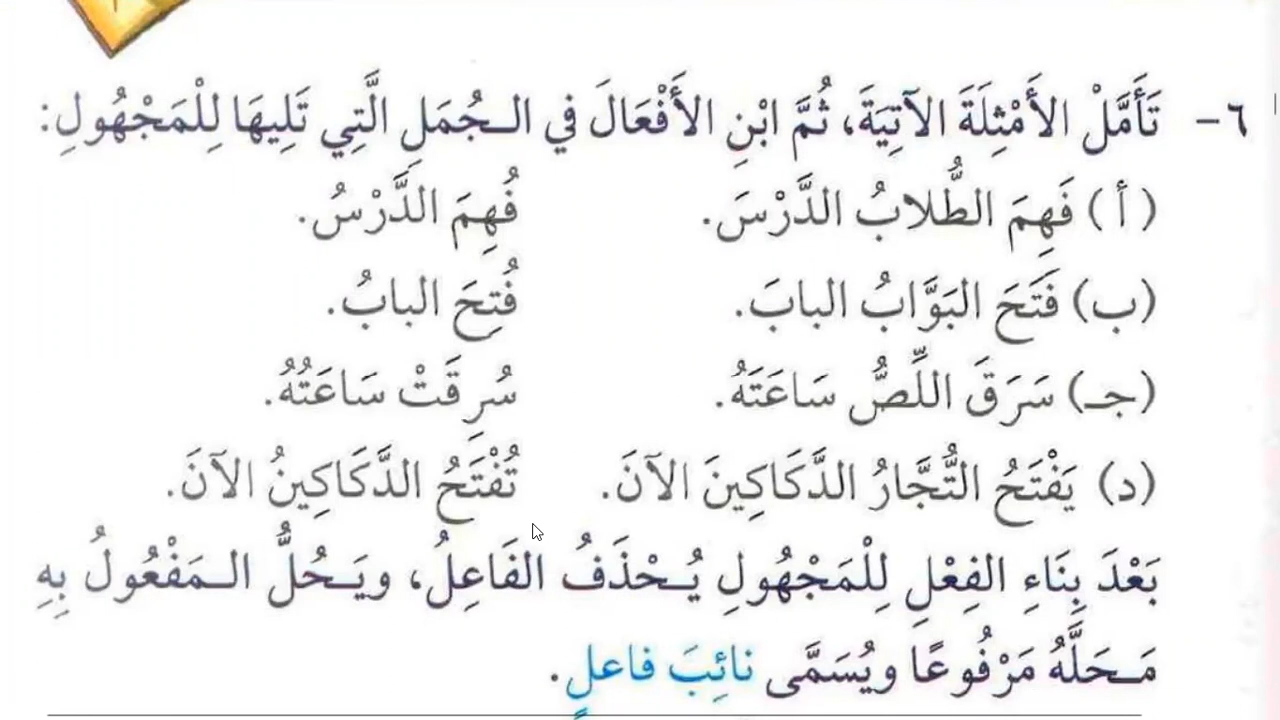 ٦- تَأَمَّلْ الأَمْثِلَةَ الآتِيَةَ، ثُمَّ ابْنِ الأَفْعَالَ في الـجُمَلِ الَّتِي تَلِيهَا لِلْمَجْهُولِ:
(أ) فَهِمَ الطُّلابُ الدَّرْسَ. فُهِمَ الدَّرْسُ.
(ب) فَتَحَ البَوَّابُ البابَ. فُتِحَ البابُ.
(جـ) سَرَقَ اللِّصُّ سَاعَتَهُ. سُرِقَتْ سَاعَتُهُ.
(د) يَفْتَحُ التُّجَّارُ الدَّكَاكِينَ الآنَ. تُفْتَحُ الدَّكَاكِينُ الآنَ.
بَعْدَ بِنَاءِ الفِعْلِ لِلْمَجْهُولِ يُـحْذَفُ الفَاعِلُ، ويَـحُلُّ الـمَفْعُولُ بِهِ
مَـحَلَّهُ مَرْفُوعًا ويُسَمَّى نائِبَ فاعلٍ.